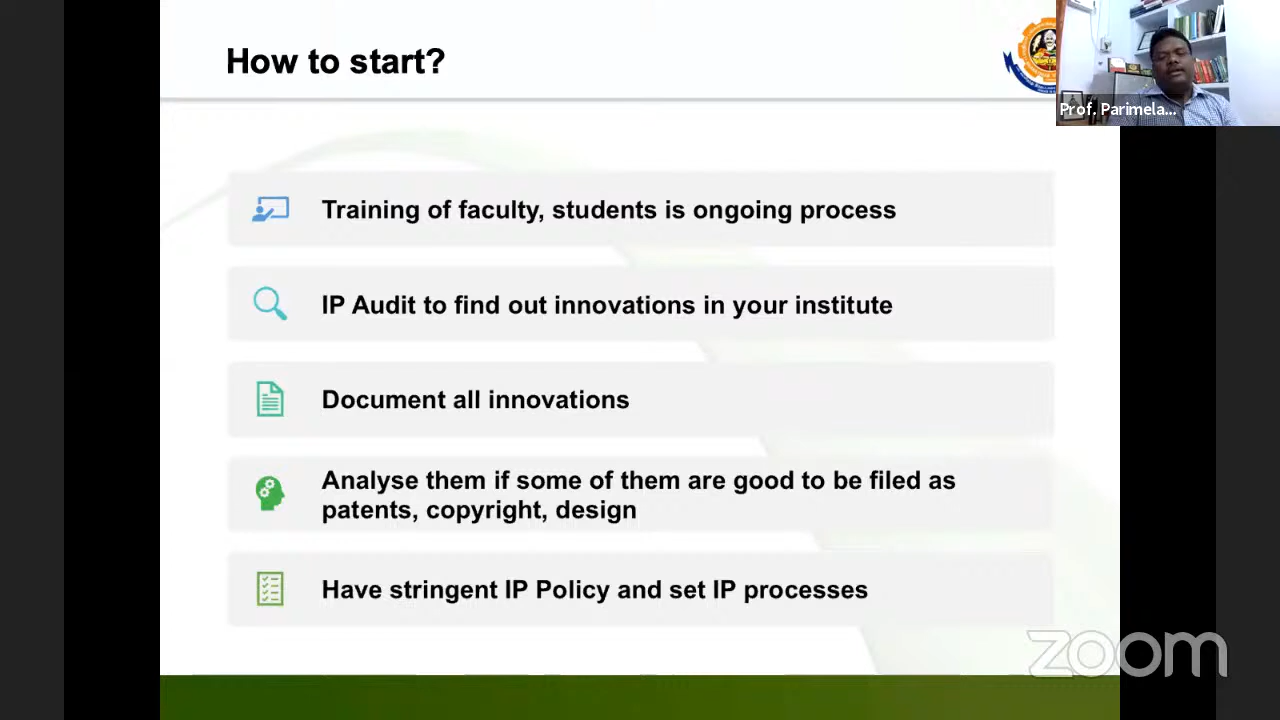 How to start?
Prof. Parimela...
Training of faculty, students is ongoing process
IP Audit to find out innovations in your institute
Document all innovations
Analyse them if some of them are good to be filed as
patents, copyright, design
Have stringent IP Policy and set IP processes
zoom